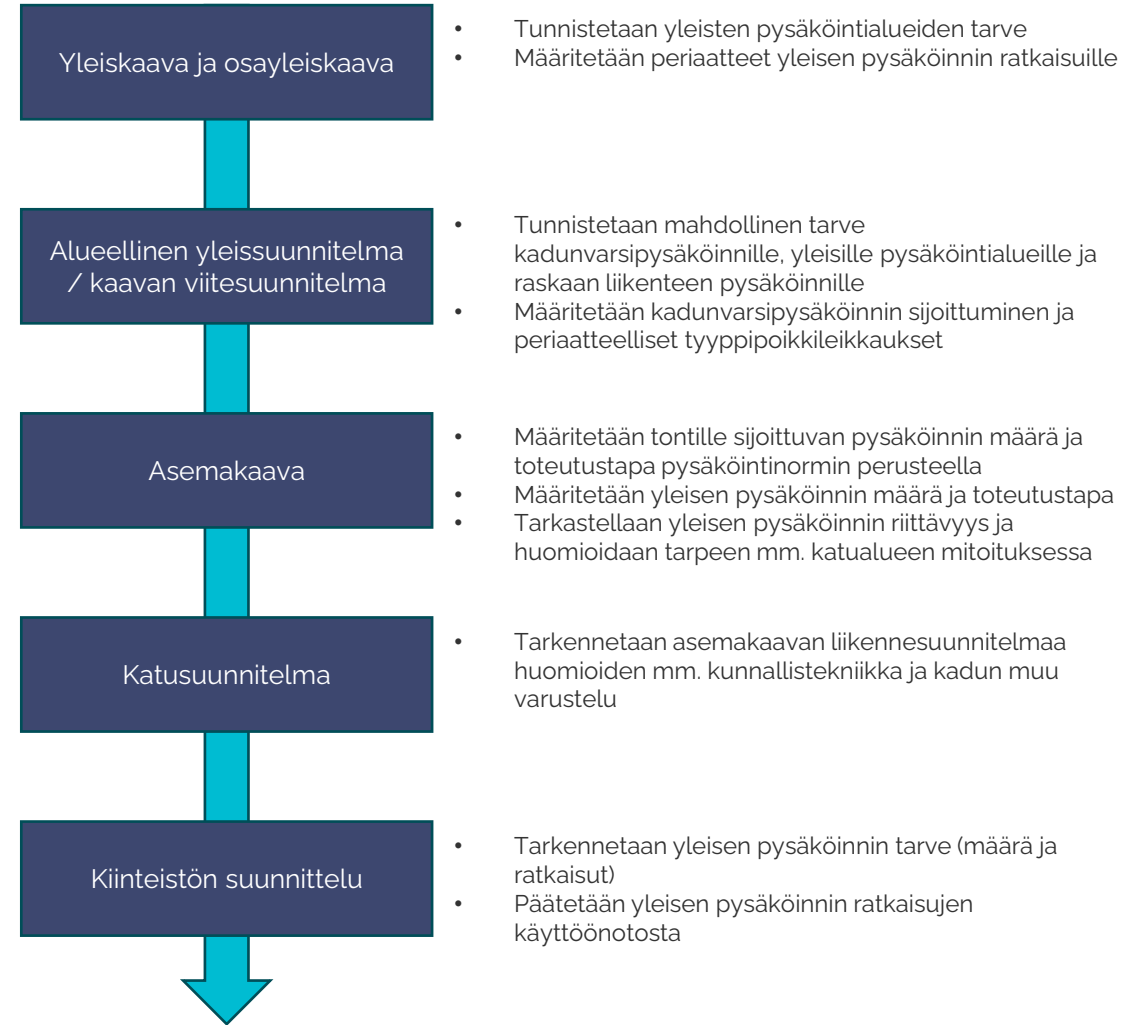 Yleiskaava ja osayleiskaava
• Tunnistetaan yleisten pysäköintialueiden tarve
• Määritetään periaatteet yleisen pysäköinnin ratkaisuille
Alueellinen yleissuunnitelma
/ kaavan viitesuunnitelma
• Tunnistetaan mahdollinen tarve
kadunvarsipysäköinnille, yleisille pysäköintialueille ja
raskaan liikenteen pysäköinnille
• Määritetään kadunvarsipysäköinnin sijoittuminen ja
periaatteelliset tyyppipoikkileikkaukset
Asemakaava
• Määritetään tontille sijoittuvan pysäköinnin määrä ja
toteutustapa pysäköintinormin perusteella
• Määritetään yleisen pysäköinnin määrä ja toteutustapa
• Tarkastellaan yleisen pysäköinnin riittävyys ja
huomioidaan tarpeen mm. katualueen mitoituksessa
Katusuunnitelma
• Tarkennetaan asemakaavan liikennesuunnitelmaa
huomioiden mm. kunnallistekniikka ja kadun muu
varustelu
Kiinteistön suunnittelu
• Tarkennetaan yleisen pysäköinnin tarve (määrä ja
ratkaisut)
• Päätetään yleisen pysäköinnin ratkaisujen
käyttöönotosta